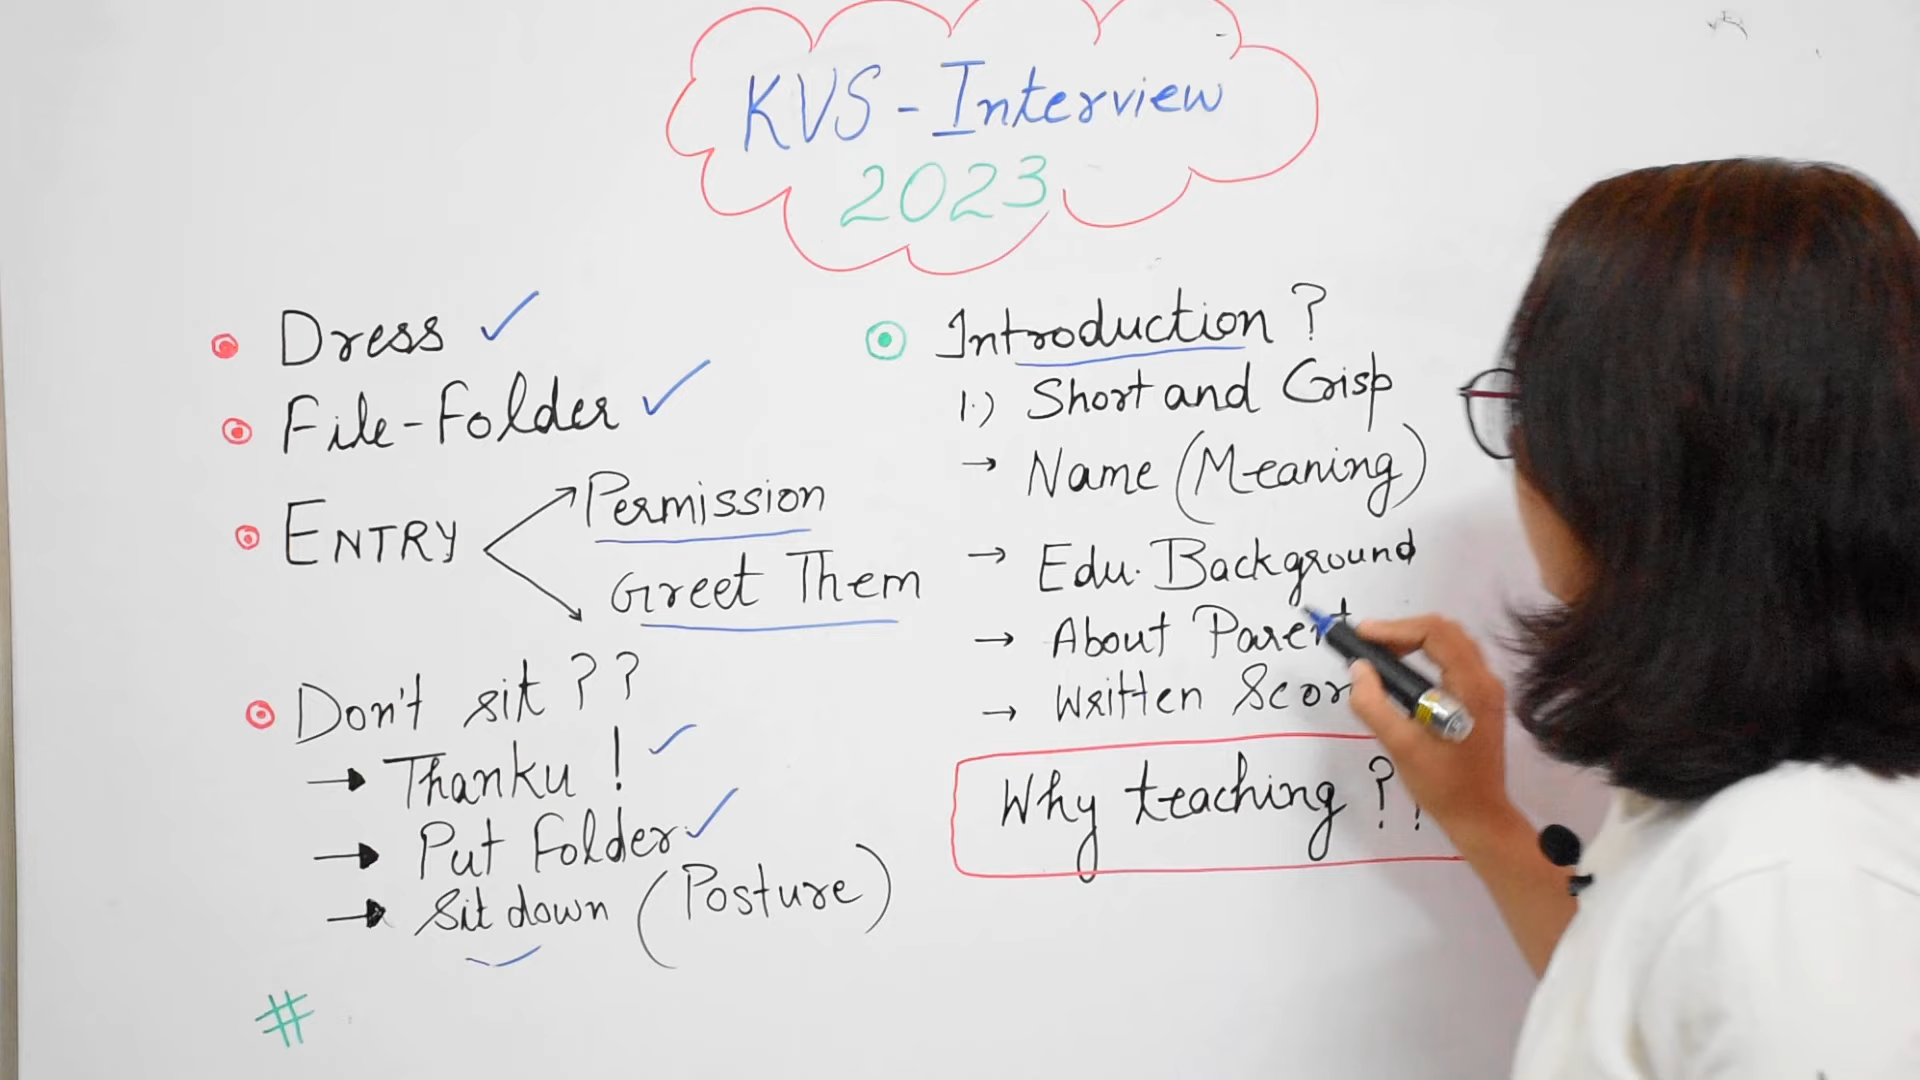 KVS - Interview
2023
Dress ✓
File-Folder ✓
ENTRY
Permission
Greet Them
Don't sit ??
→ Thanku ! ✓
→ Put Folder ✓
→ Sit down (Posture)
#
Introduction ?
1.) Short and Crisp
→ Name (Meaning)
→ Edu. Background
→ About Parent
→ Written Scor
Why teaching ??